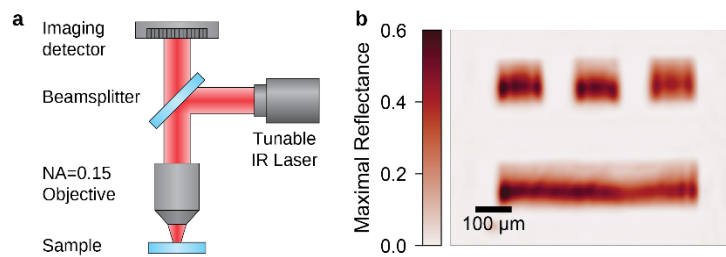 a
Imaging
detector
Beamsplitter
Tunable
IR Laser
NA=0.15
Objective
Sample
b
Maximal Reflectance
0.6
0.4
0.2
0.0
100 µm